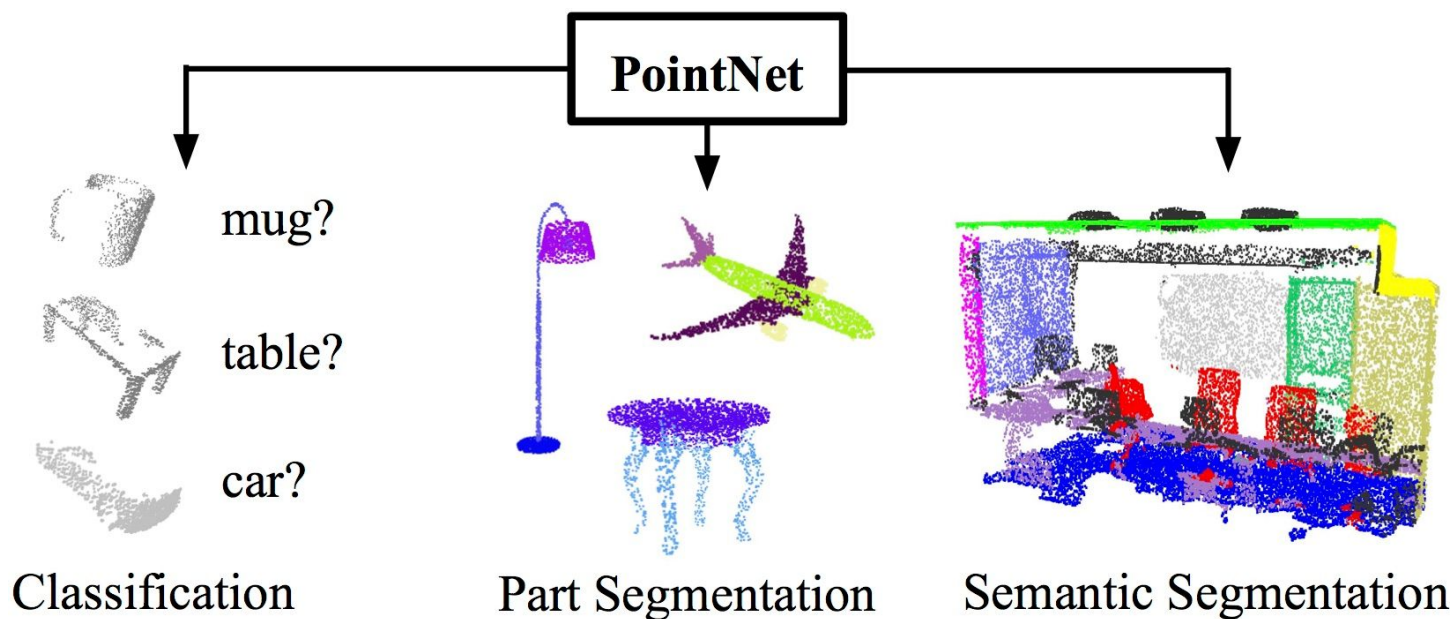 PointNet
mug?
table?
car?
Classification
Part Segmentation
Semantic Segmentation